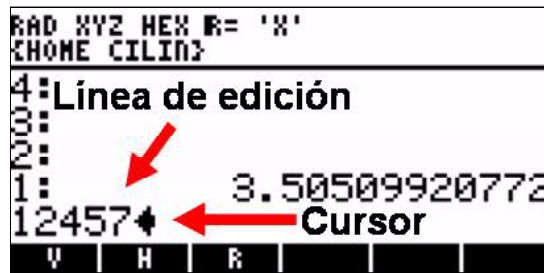 RAD XYZ HEX R= 'X'
{HOME CILIN}
4:
Línea de edición
3:
2:
1: 3.50509920772
12457
Cursor
V H R